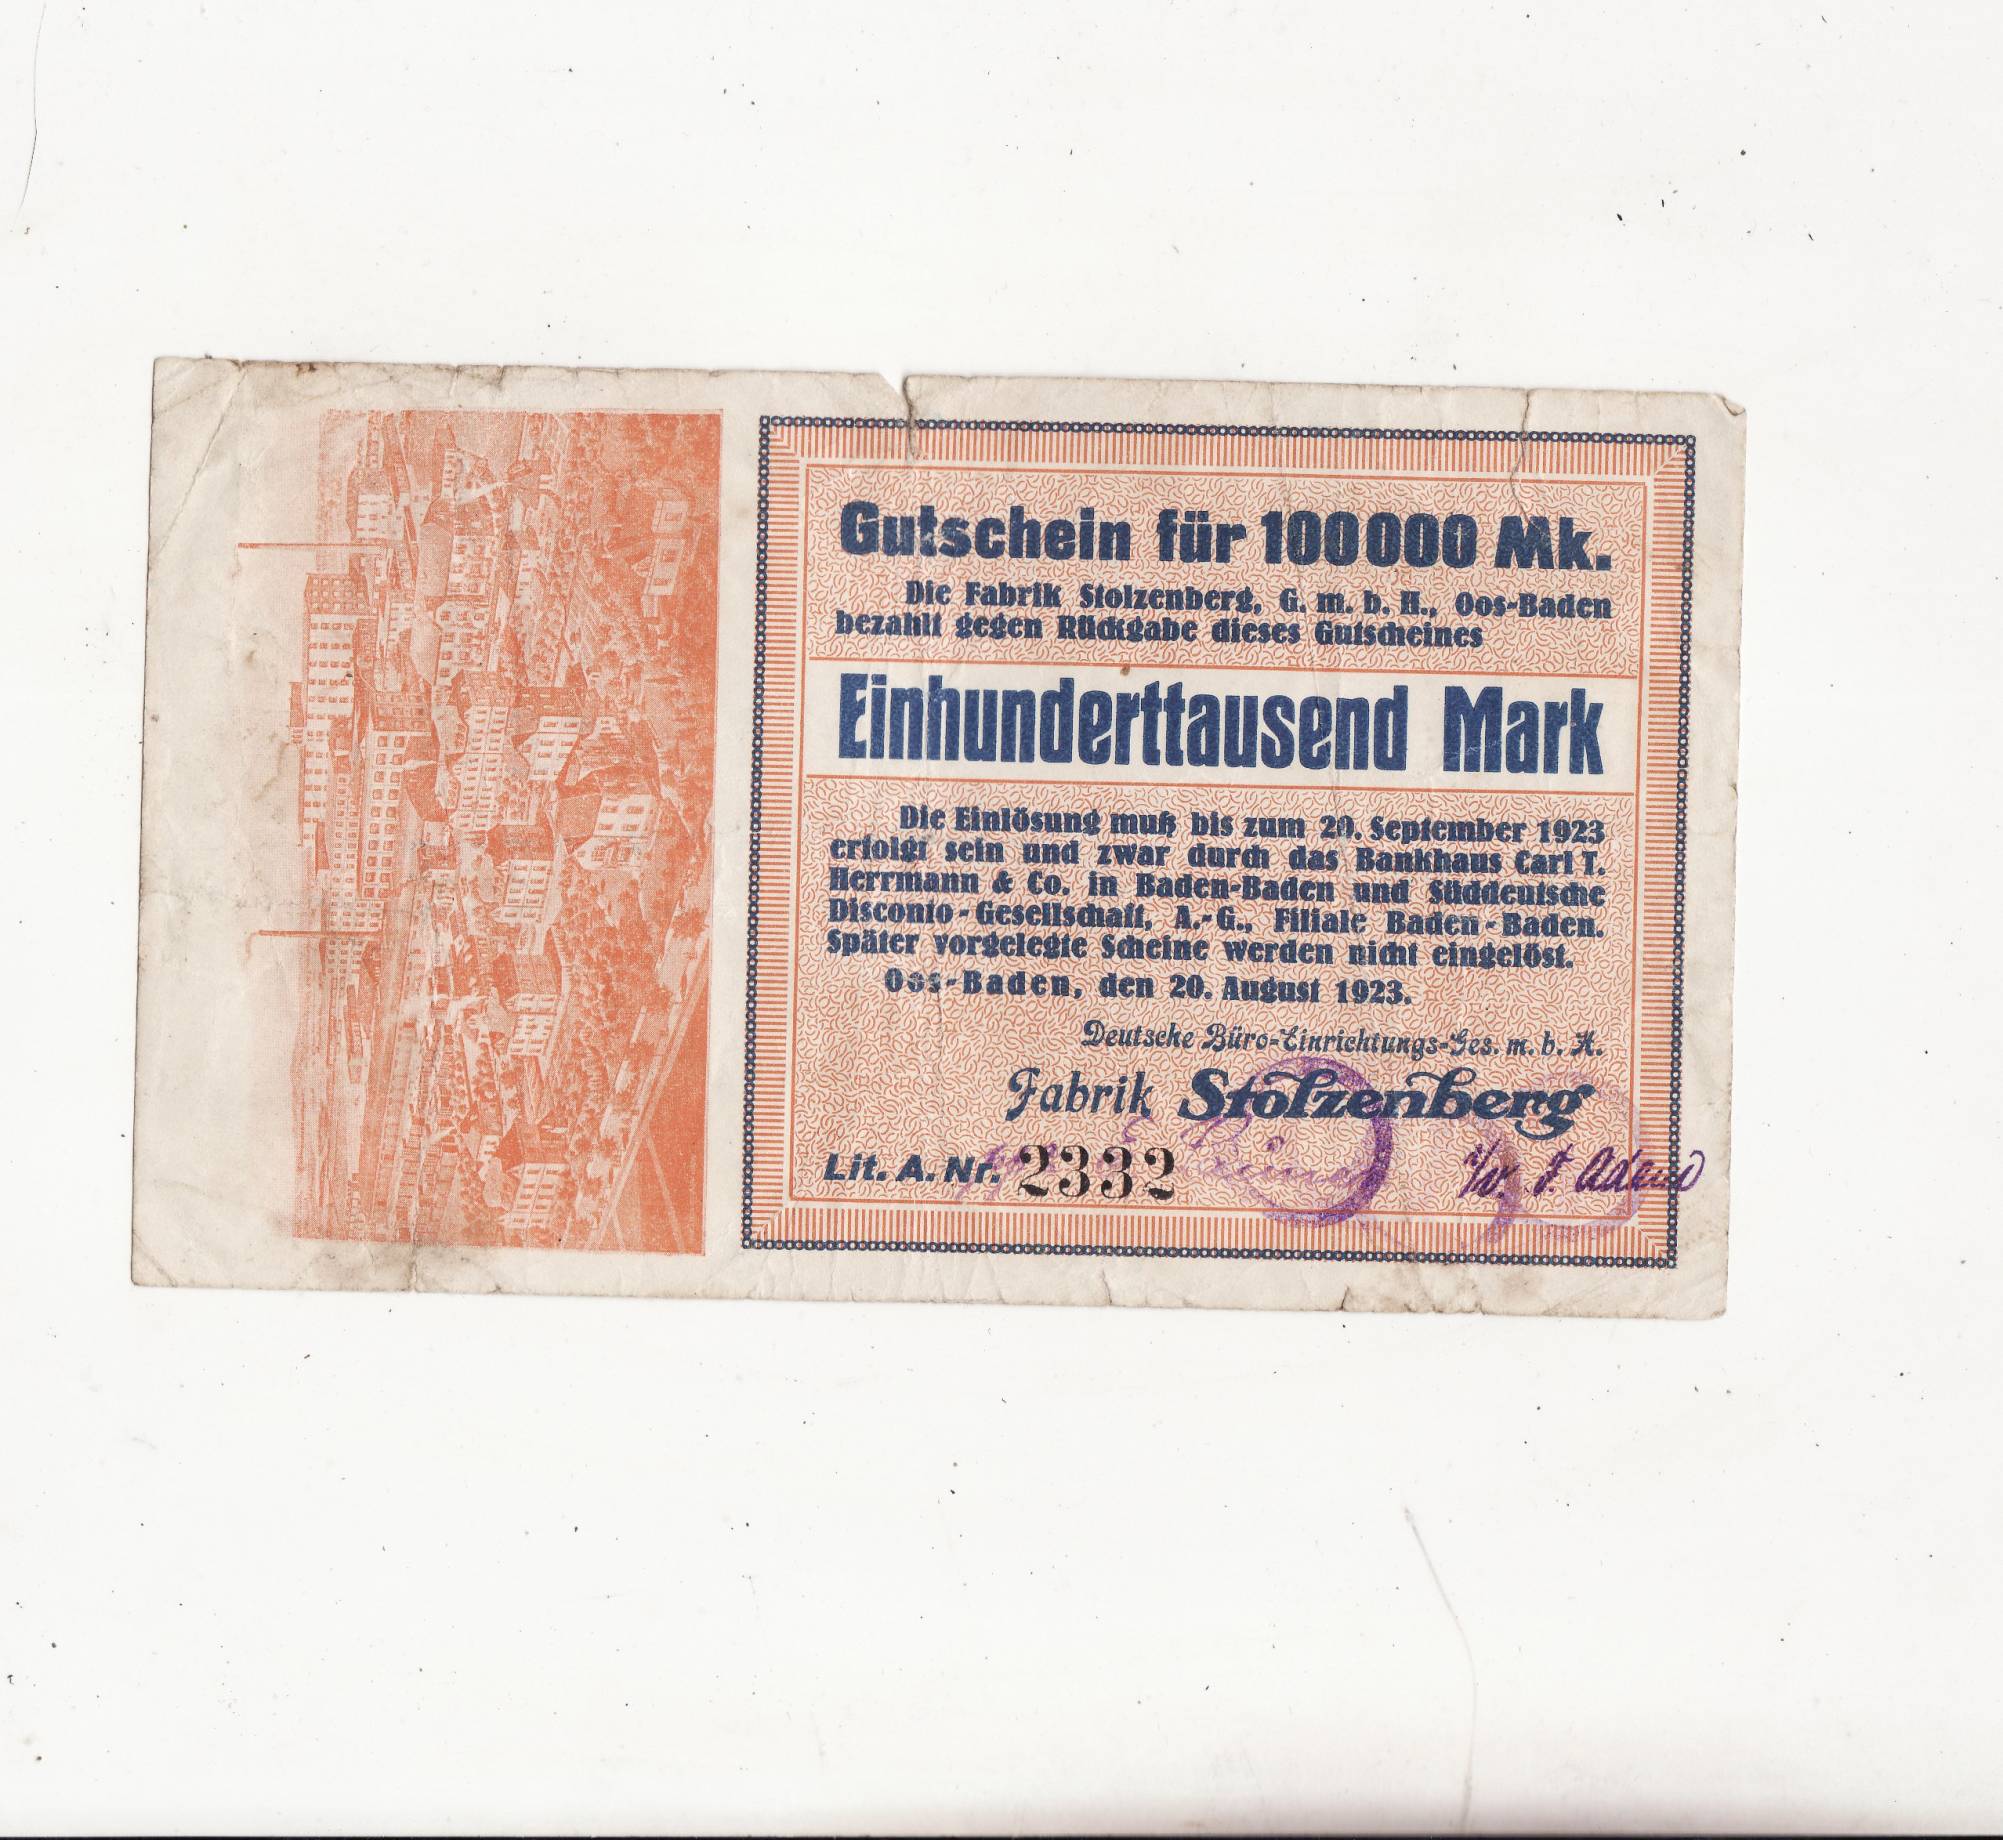 Gutschein für 100000 Mk.
Die Fabrik Stolzenberg, G. m. b. H., Oos-Baden
bezahlt gegen Rückgabe dieses Gutscheines
Einhunderttausend Mark
Die Einlösung muß bis zum 20. September 1923
erfolgt sein und zwar durch das Bankhaus Carl T.
Herrmann & Co. in Baden-Baden und Süddeutsche
Disconto-Gesellschaft, A.-G., Filiale Baden-Baden.
Später vorgelegte Scheine werden nicht eingelöst.
Oos-Baden, den 20. August 1923.
Deutsche Büro-Einrichtungs-Ges. m. b. H.
Fabrik Stolzenberg
Lit. A. Nr. 2332